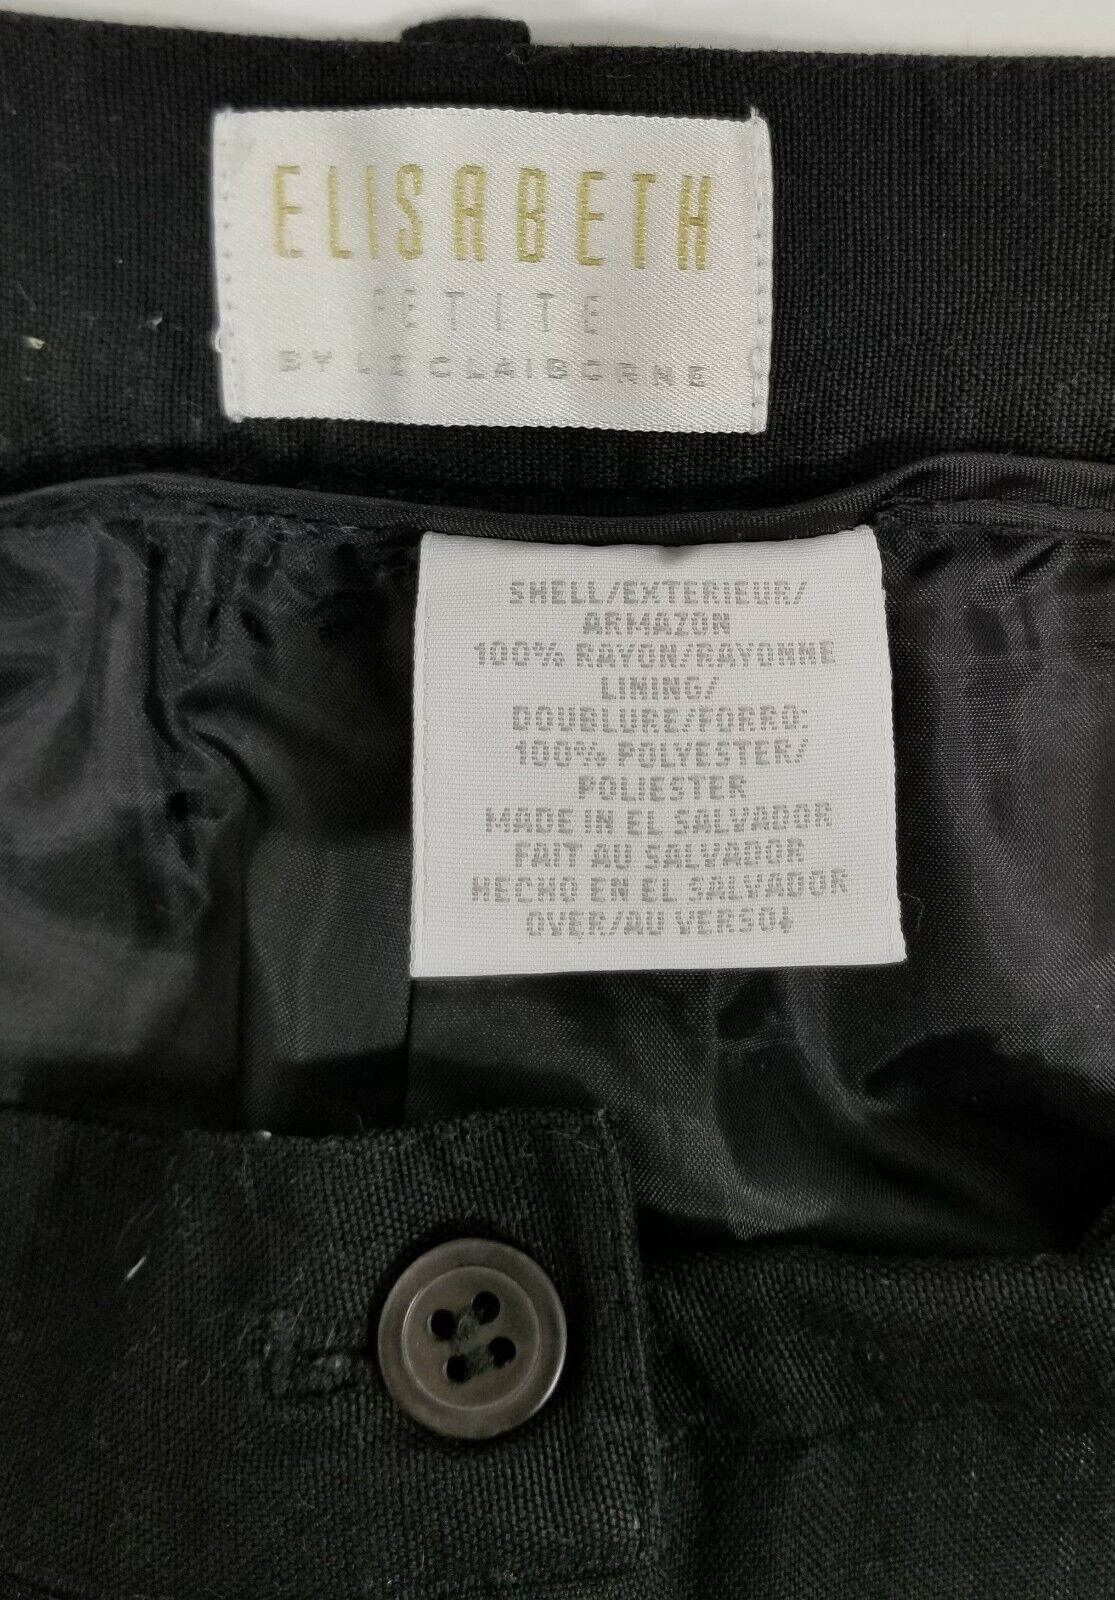 ELISABETH
PETITE
BY LIZ CLAIBORNE
SHELL/EXTERIEUR/
ARMAZON
100% RAYON/RAYONNE
LINING/
DOUBLURE/FORRO:
100% POLYESTER/
POLIESTER
MADE IN EL SALVADOR
FAIT AU SALVADOR
HECHO EN EL SALVADOR
OVER/AU VERSO↓